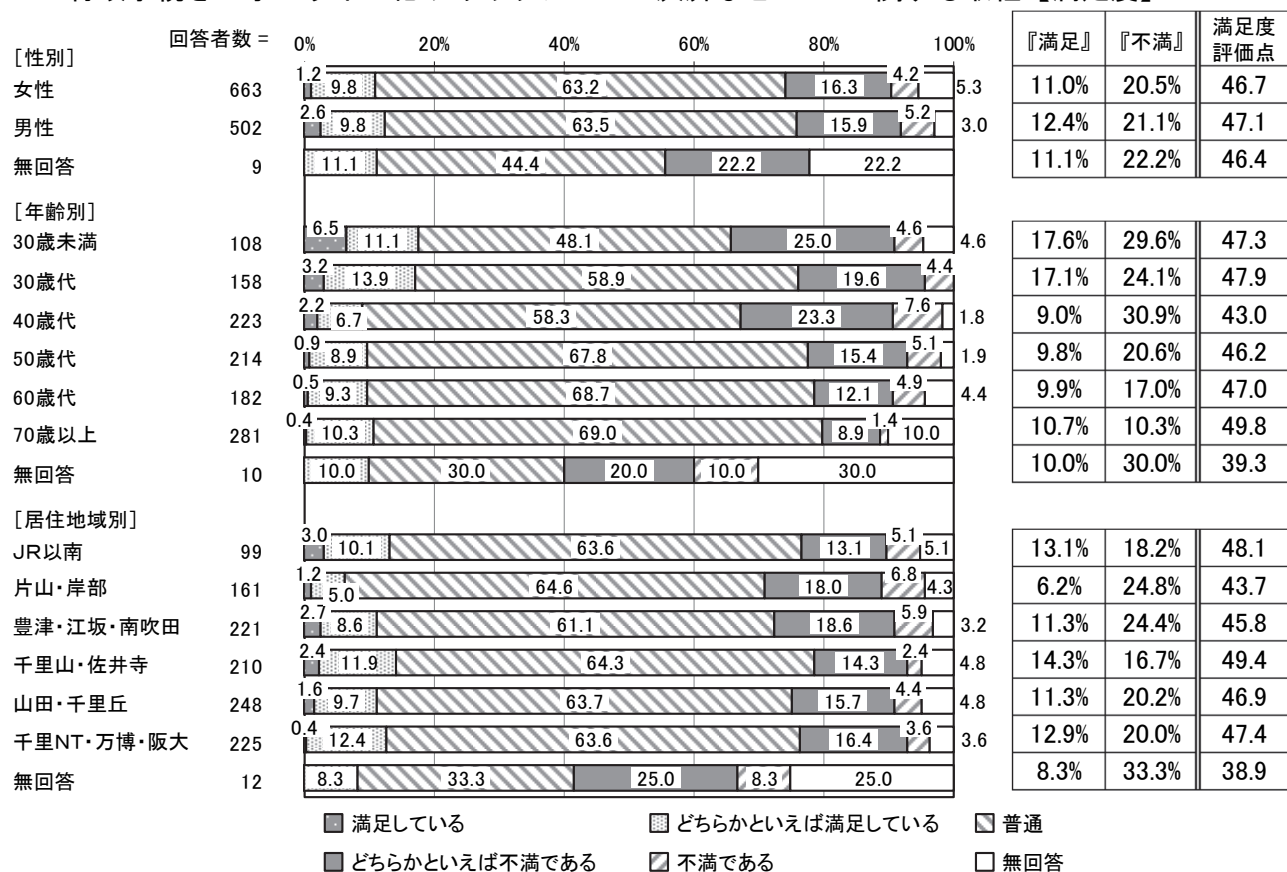 回答者数 = 0% 20% 40% 60% 80% 100% 『満足』 『不満』 満足度評価点
[性別]
女性 663 1.2 9.8 63.2 16.3 4.2 5.3 11.0% 20.5% 46.7
男性 502 2.6 9.8 63.5 15.9 5.2 3.0 12.4% 21.1% 47.1
無回答 9 11.1 44.4 22.2 22.2 11.1% 22.2% 46.4
[年齢別]
30歳未満 108 6.5 11.1 48.1 25.0 4.6 4.6 17.6% 29.6% 47.3
30歳代 158 3.2 13.9 58.9 19.6 4.4 17.1% 24.1% 47.9
40歳代 223 2.2 6.7 58.3 23.3 7.6 1.8 9.0% 30.9% 43.0
50歳代 214 0.9 8.9 67.8 15.4 5.1 1.9 9.8% 20.6% 46.2
60歳代 182 0.5 9.3 68.7 12.1 4.9 4.4 9.9% 17.0% 47.0
70歳以上 281 0.4 10.3 69.0 8.9 1.4 10.0 10.7% 10.3% 49.8
無回答 10 10.0 30.0 20.0 10.0 30.0 10.0% 30.0% 39.3
[居住地域別]
JR以南 99 3.0 10.1 63.6 13.1 5.1 5.1 13.1% 18.2% 48.1
片山・岸部 161 1.2 5.0 64.6 18.0 6.8 4.3 6.2% 24.8% 43.7
豊津・江坂・南吹田 221 2.7 8.6 61.1 18.6 5.9 3.2 11.3% 24.4% 45.8
千里山・佐井寺 210 2.4 11.9 64.3 14.3 2.4 4.8 14.3% 16.7% 49.4
山田・千里丘 248 1.6 9.7 63.7 15.7 4.4 4.8 11.3% 20.2% 46.9
千里NT・万博・阪大 225 0.4 12.4 63.6 16.4 3.6 3.6 12.9% 20.0% 47.4
無回答 12 8.3 33.3 25.0 8.3 25.0 8.3% 33.3% 38.9
満足している どちらかといえば満足している 普通
どちらかといえば不満である 不満である 無回答